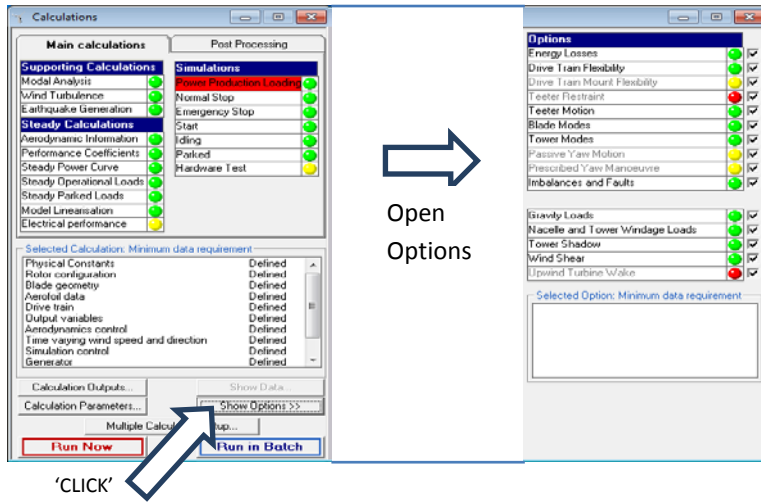 Calculations
Main calculations
Post Processing
Supporting Calculations
Modal Analysis
Wind Turbulence
Earthquake Generation
Steady Calculations
Aerodynamic Information
Performance Coefficients
Steady Power Curve
Steady Operational Loads
Steady Parked Loads
Model Linearisation
Electrical performance
Simulations
Power Production Loading
Normal Stop
Emergency Stop
Start
Idling
Parked
Hardware Test
Selected Calculation: Minimum data requirement
Physical Constants Defined
Rotor configuration Defined
Blade geometry Defined
Aerofoil data Defined
Drive train Defined
Output variables Defined
Aerodynamics control Defined
Time varying wind speed and direction Defined
Simulation control Defined
Generator Defined
Calculation Outputs...
Show Data...
Calculation Parameters...
Show Options >>
Multiple Calcu
up...
Run Now
Run in Batch
'CLICK'
Open
Options
Options
Energy Losses
Drive Train Flexibility
Drive Train Mount Flexibility
Teeter Restraint
Teeter Motion
Blade Modes
Tower Modes
Passive Yaw Motion
Prescribed Yaw Manoeuvre
Imbalances and Faults
Gravity Loads
Nacelle and Tower Windage Loads
Tower Shadow
Wind Shear
Upwind Turbine Wake
Selected Option: Minimum data requirement